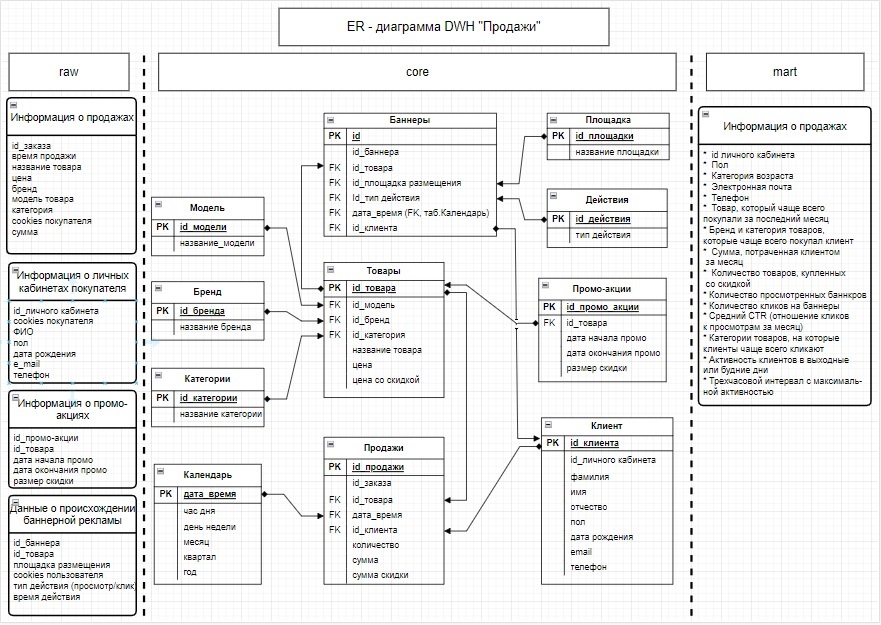 ER - диаграмма DWH "Продажи"
raw
core
mart
Информация о продажах
id_заказа
время продажи
название товара
цена
бренд
модель товара
категория
cookies покупателя
сумма
Информация о личных
кабинетах покупателя
id_личного кабинета
cookies покупателя
ФИО
пол
дата рождения
e_mail
телефон
Информация о промо-
акциях
id_промо-акции
id_товара
дата начала промо
дата окончания промо
размер скидки
Данные о происхождении
баннерной рекламы
id_баннера
id_товара
площадка размещения
cookies пользователя
тип действия (просмотр/клик)
время действия
Модель
PK id_модели
название_модели
Бренд
PK id_бренда
название бренда
Категории
PK id_категории
название категории
Календарь
PK дата_время
час дня
день недели
месяц
квартал
год
Баннеры
PK id
id_баннера
FK id_товара
FK id_площадка размещения
FK Id_тип действия
FK дата_время (FK, таб.Календарь)
FK id_клиента
Товары
PK id_товара
FK id_модель
FK id_бренд
FK id_категория
название товара
цена
цена со скидкой
Продажи
PK id_продажи
id_заказа
FK id_товара
FK дата_время
FK id_клиента
количество
сумма
сумма скидки
Площадка
PK id_площадки
название площадки
Действия
PK id_действия
тип действия
Промо-акции
PK id_промо_акции
FK id_товара
дата начала промо
дата окончания промо
размер скидки
Клиент
PK id_клиента
id_личного кабинета
фамилия
имя
отчество
пол
дата рождения
email
телефон
Информация о продажах
* id личного кабинета
* Пол
* Категория возраста
* Электронная почта
* Телефон
* Товар, который чаще всего
покупали за последний месяц
* Бренд и категория товаров,
которые чаще всего покупал клиент
* Сумма, потраченная клиентом
за месяц
* Количество товаров, купленных
со скидкой
* Количество просмотренных баннкров
* Количество кликов на баннеры
* Средний CTR (отношение кликов
к просмотрам за месяц)
* Категории товаров, на которые
клиенты чаще всего кликают
* Активность клиентов в выходные
или будние дни
* Трехчасовой интервал с максималь-
ной активностью